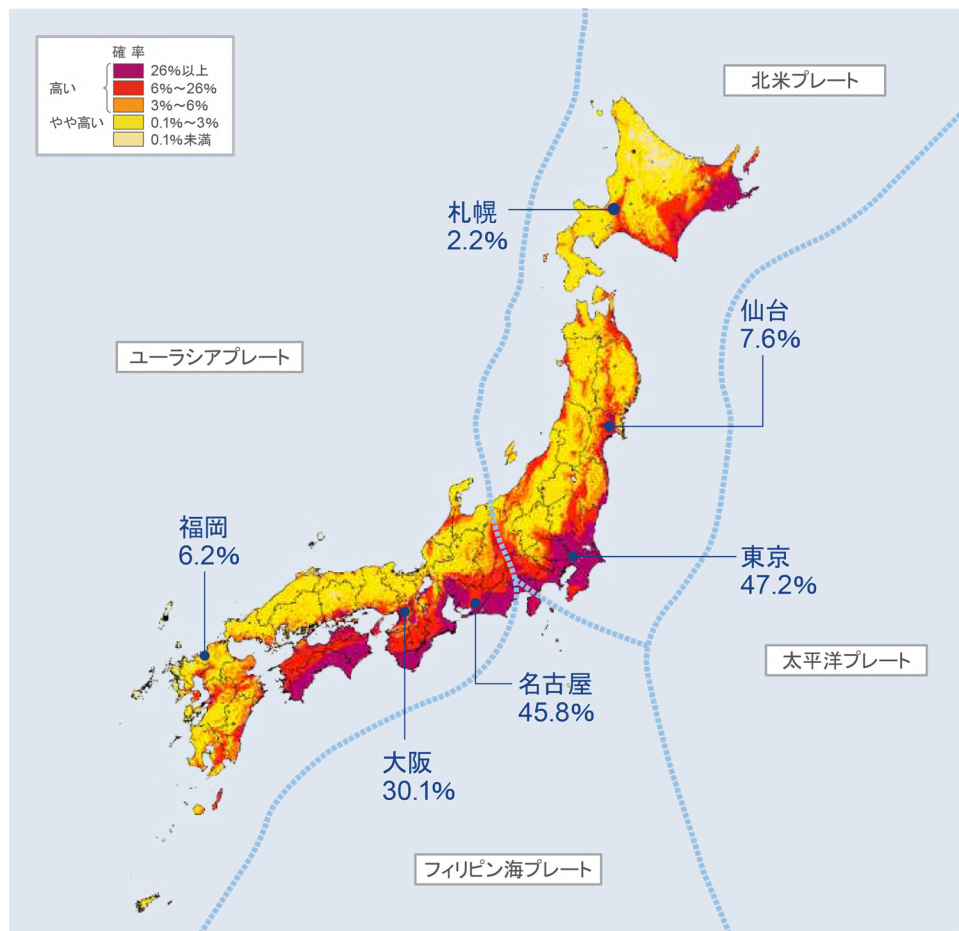 確率
高い
26%以上
6%～26%
3%～6%
やや高い
0.1%～3%
0.1%未満
北米プレート
札幌
2.2%
仙台
7.6%
ユーラシアプレート
福岡
6.2%
東京
47.2%
太平洋プレート
名古屋
45.8%
大阪
30.1%
フィリピン海プレート